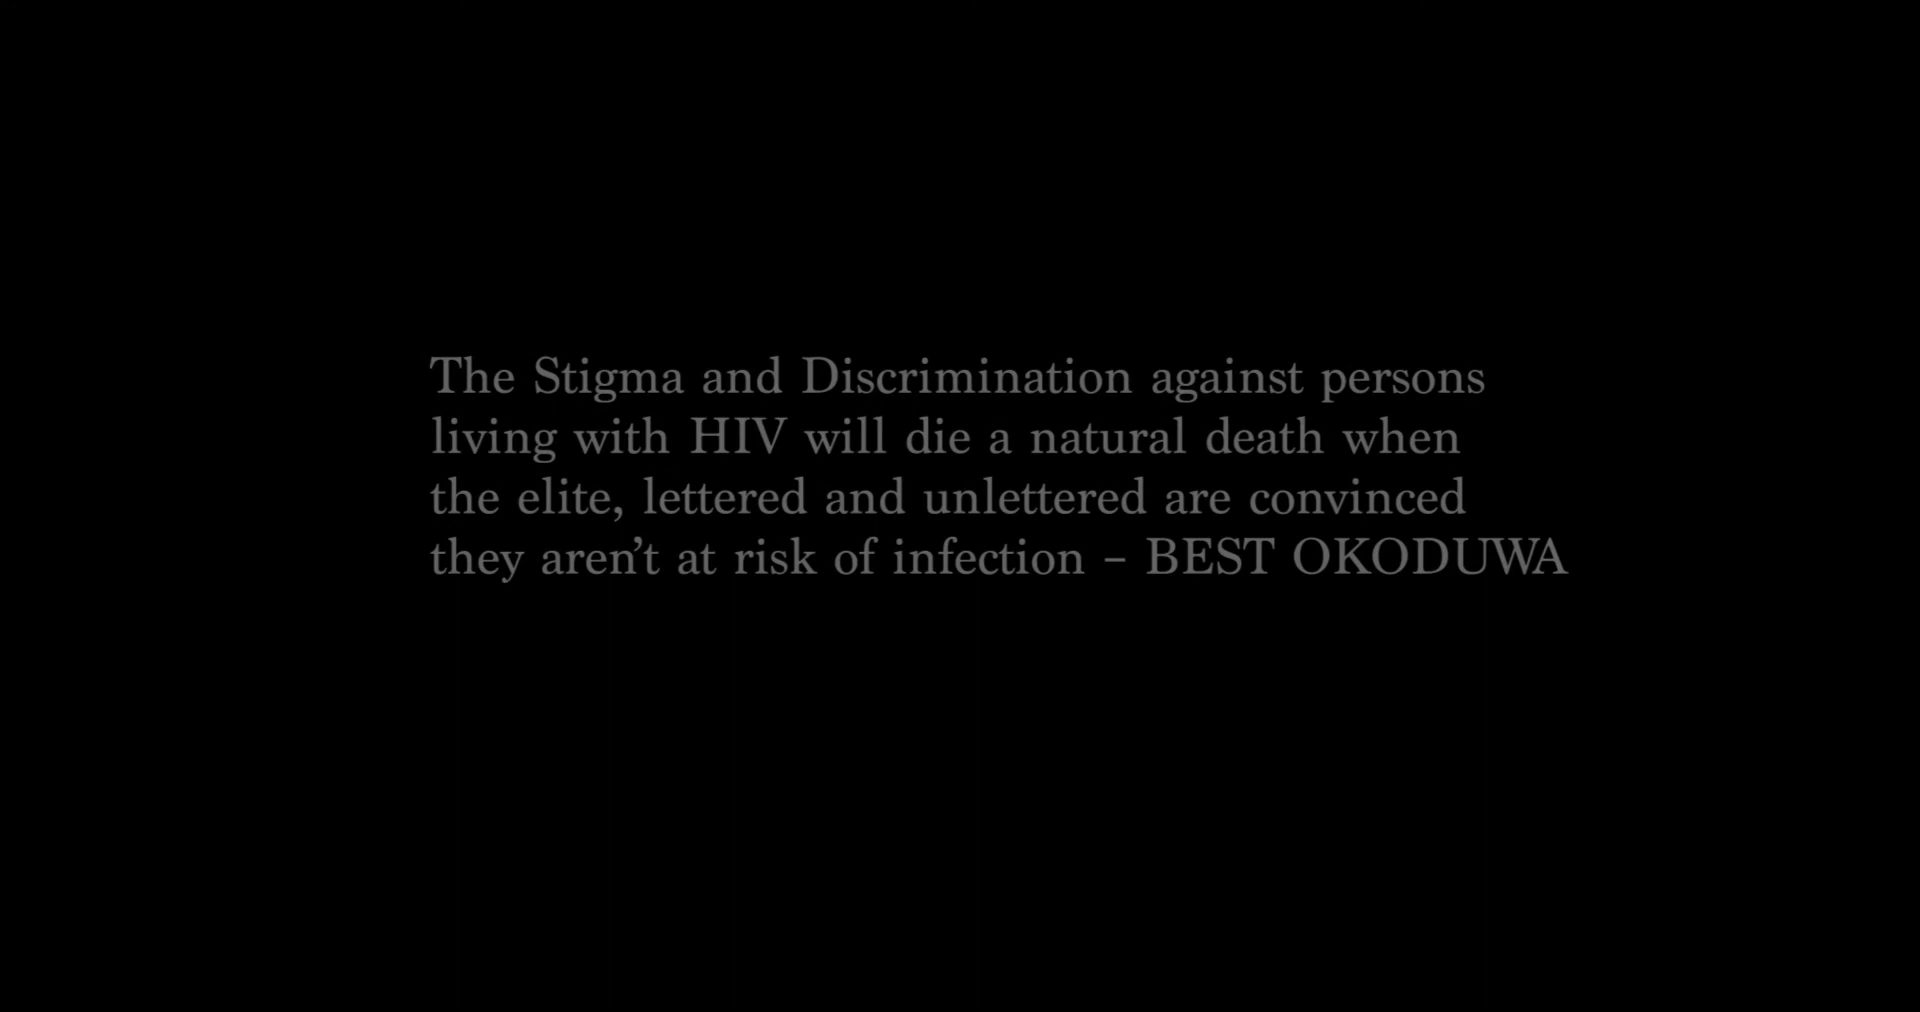 The Stigma and Discrimination against persons
living with HIV will die a natural death when
the elite, lettered and unlettered are convinced
they aren’t at risk of infection – BEST OKODUWA